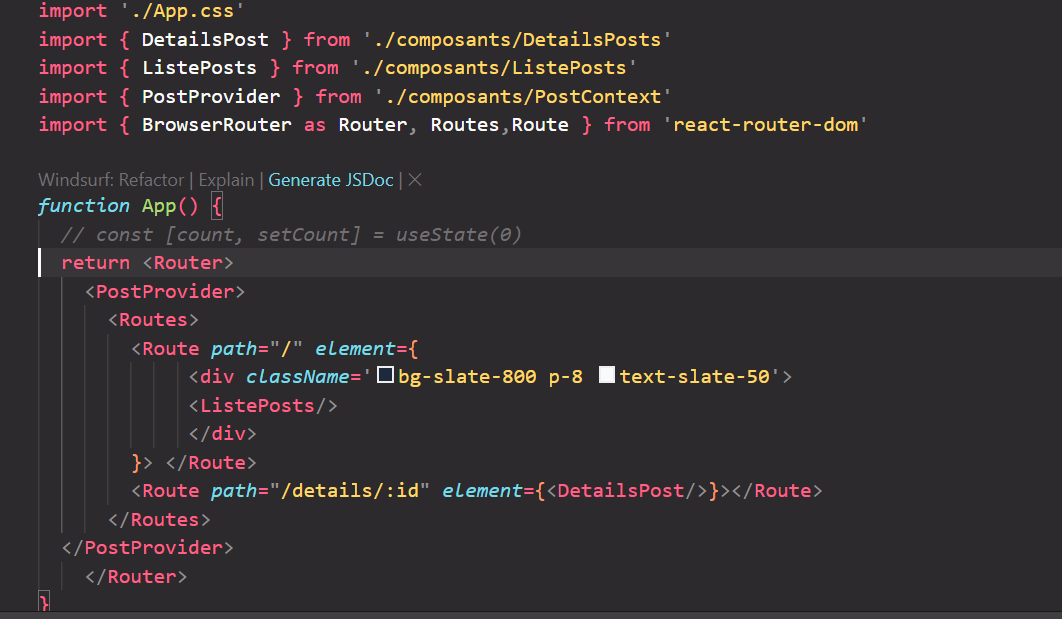 import './App.css'
import { DetailsPost } from './composants/DetailsPosts'
import { ListePosts } from './composants/ListePosts'
import { PostProvider } from './composants/PostContext'
import { BrowserRouter as Router, Routes,Route } from 'react-router-dom'
Windsurf: Refactor | Explain | Generate JSDoc | ×
function App() {
// const [count, setCount] = useState(0)
return <Router>
<PostProvider>
<Routes>
<Route path="/" element={
<div className='bg-slate-800 p-8 text-slate-50'>
<ListePosts/>
</div>
}> </Route>
<Route path="/details/:id" element={<DetailsPost/>}></Route>
</Routes>
</PostProvider>
</Router>
}